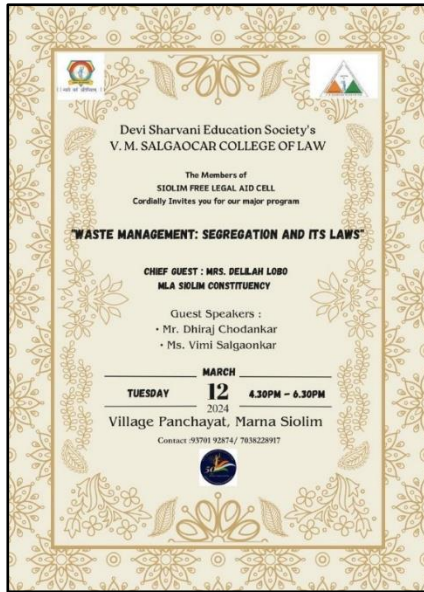 Devi Sharvani Education Society's
V. M. SALGAOCAR COLLEGE OF LAW
The Members of
SIOLIM FREE LEGAL AID CELL
Cordially Invites you for our major program
"WASTE MANAGEMENT: SEGREGATION AND ITS LAWS"
CHIEF GUEST : MRS. DELILAH LOBO
MLA SIOLIM CONSTITUENCY
Guest Speakers :
• Mr. Dhiraj Chodankar
• Ms. Vimi Salgaonkar
MARCH
TUESDAY 12 4.30PM – 6.30PM
2024
Village Panchayat, Marna Siolim
Contact :93701 92874/ 7038228917